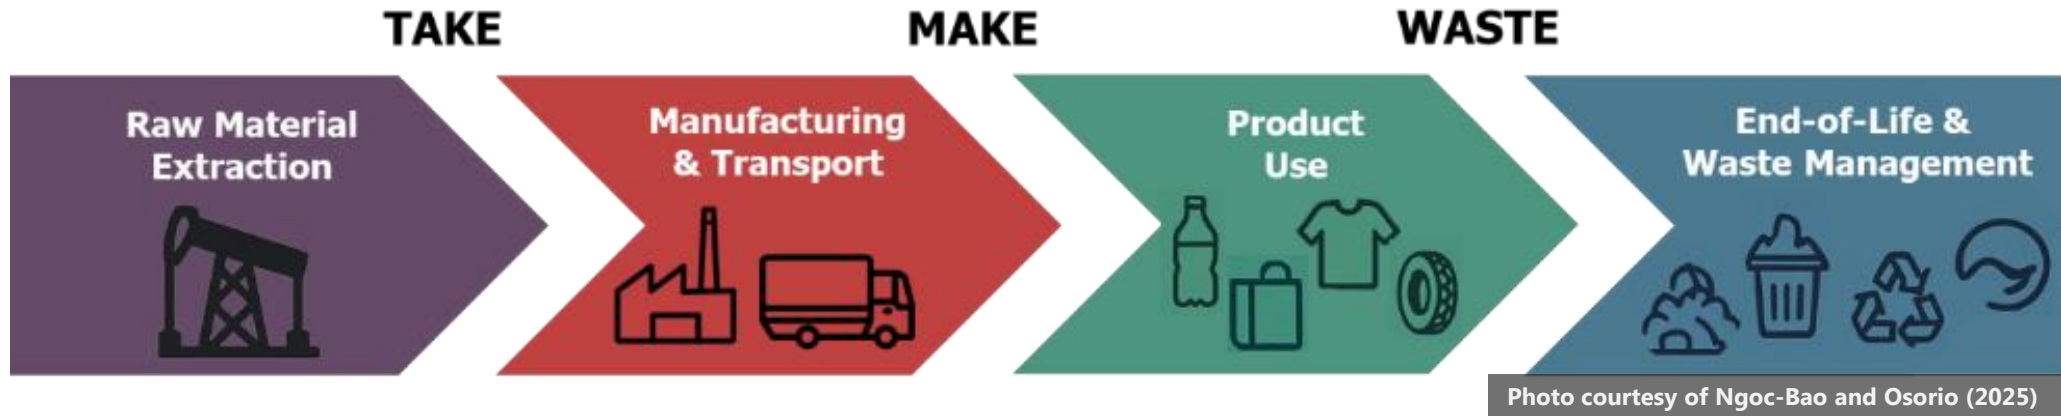 TAKE
MAKE
WASTE
Raw Material
Extraction
Manufacturing
& Transport
Product
Use
End-of-Life &
Waste Management
Photo courtesy of Ngoc-Bao and Osorio (2025)